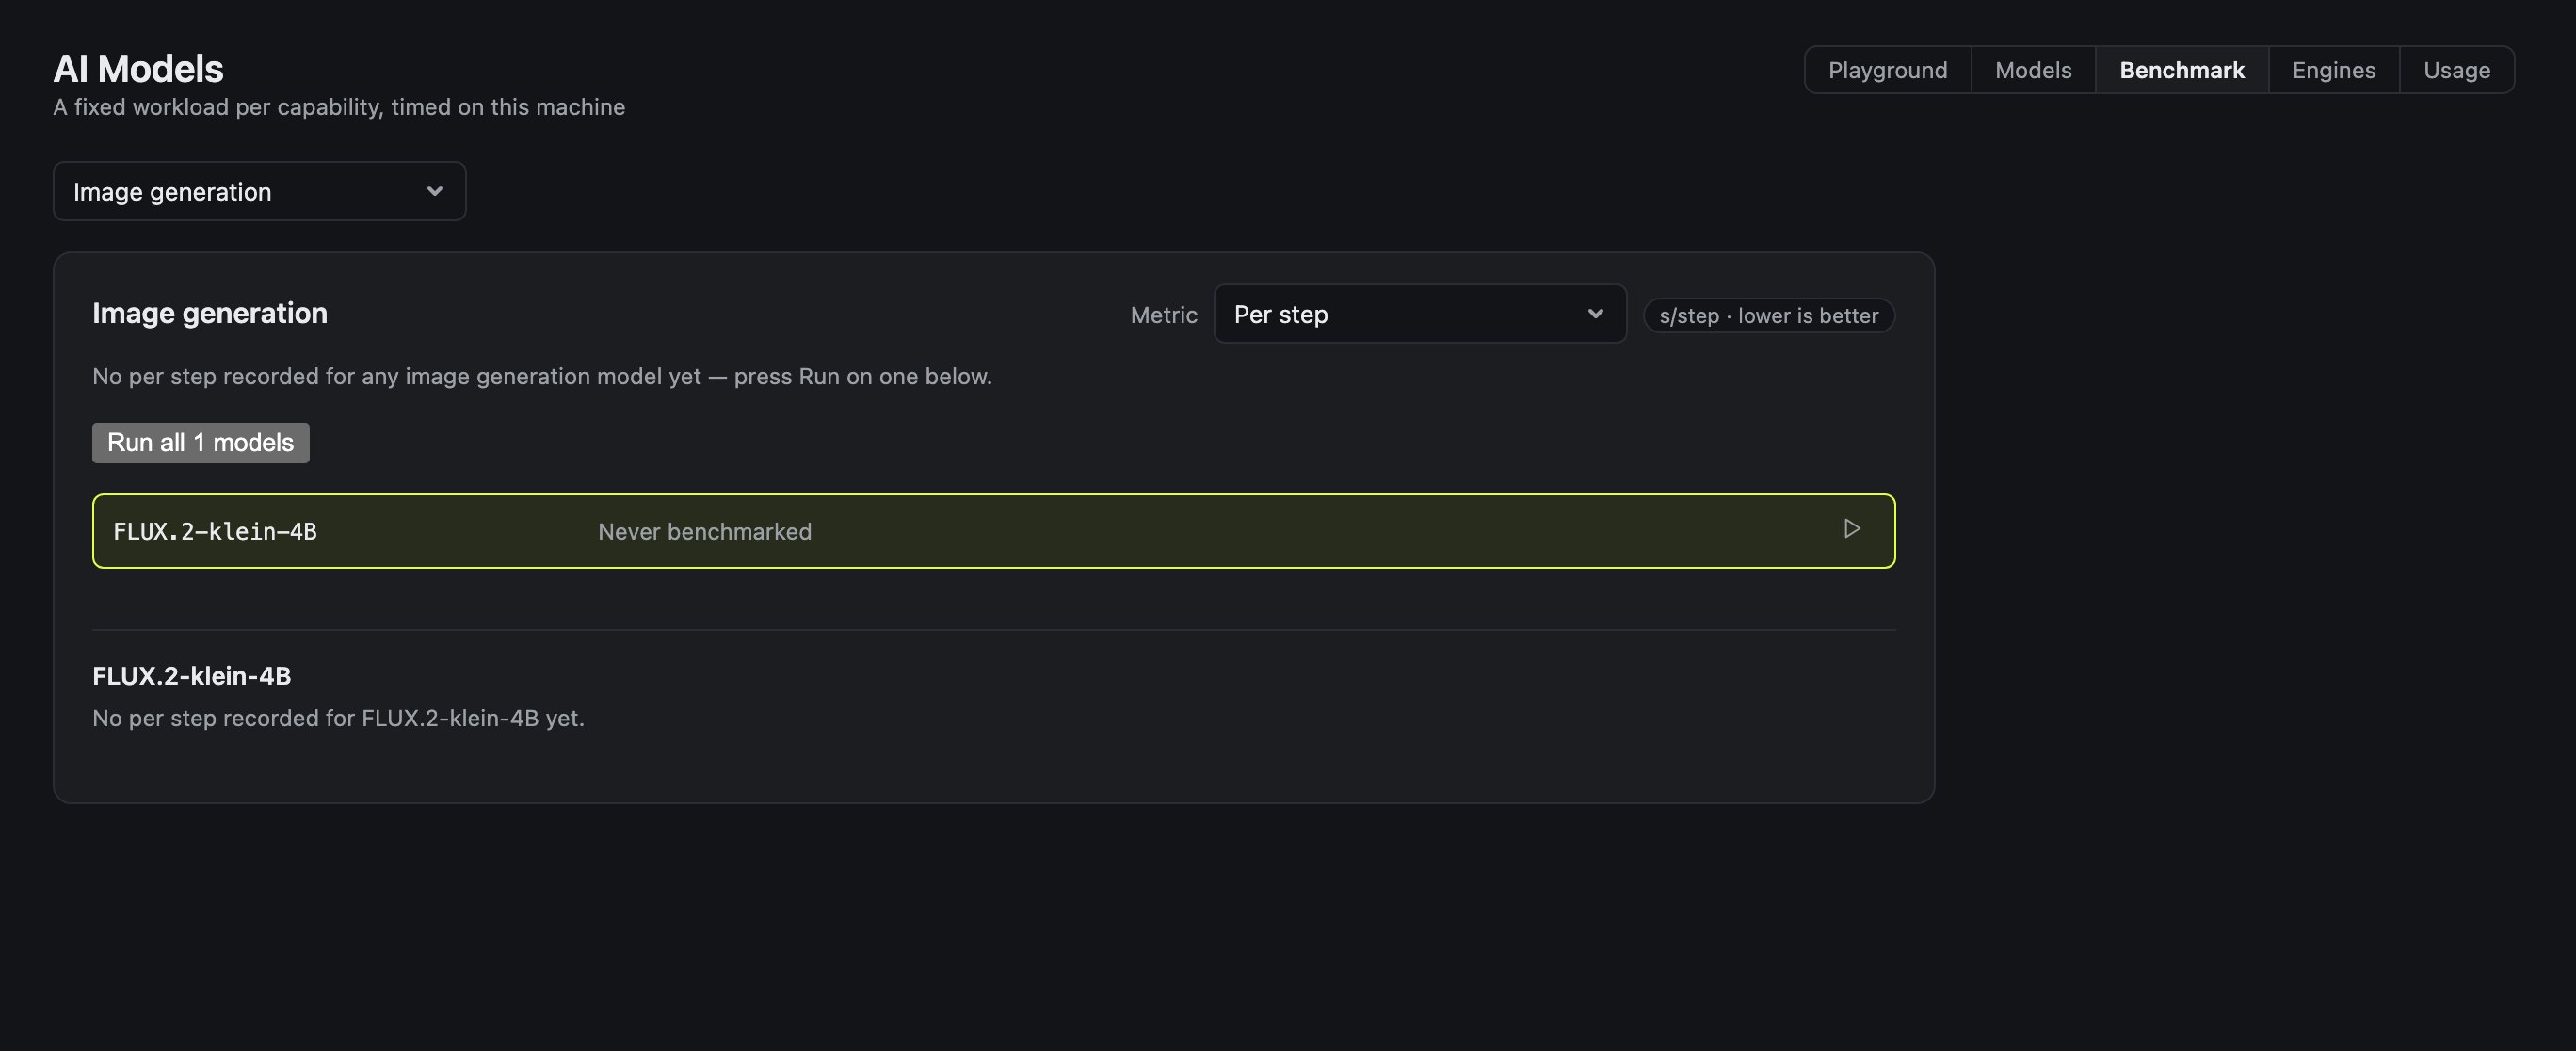 AI Models
A fixed workload per capability, timed on this machine
Playground Models Benchmark Engines Usage
Image generation
Image generation
Metric Per step s/step · lower is better
No per step recorded for any image generation model yet — press Run on one below.
Run all 1 models
FLUX.2-klein-4B Never benchmarked
FLUX.2-klein-4B
No per step recorded for FLUX.2-klein-4B yet.